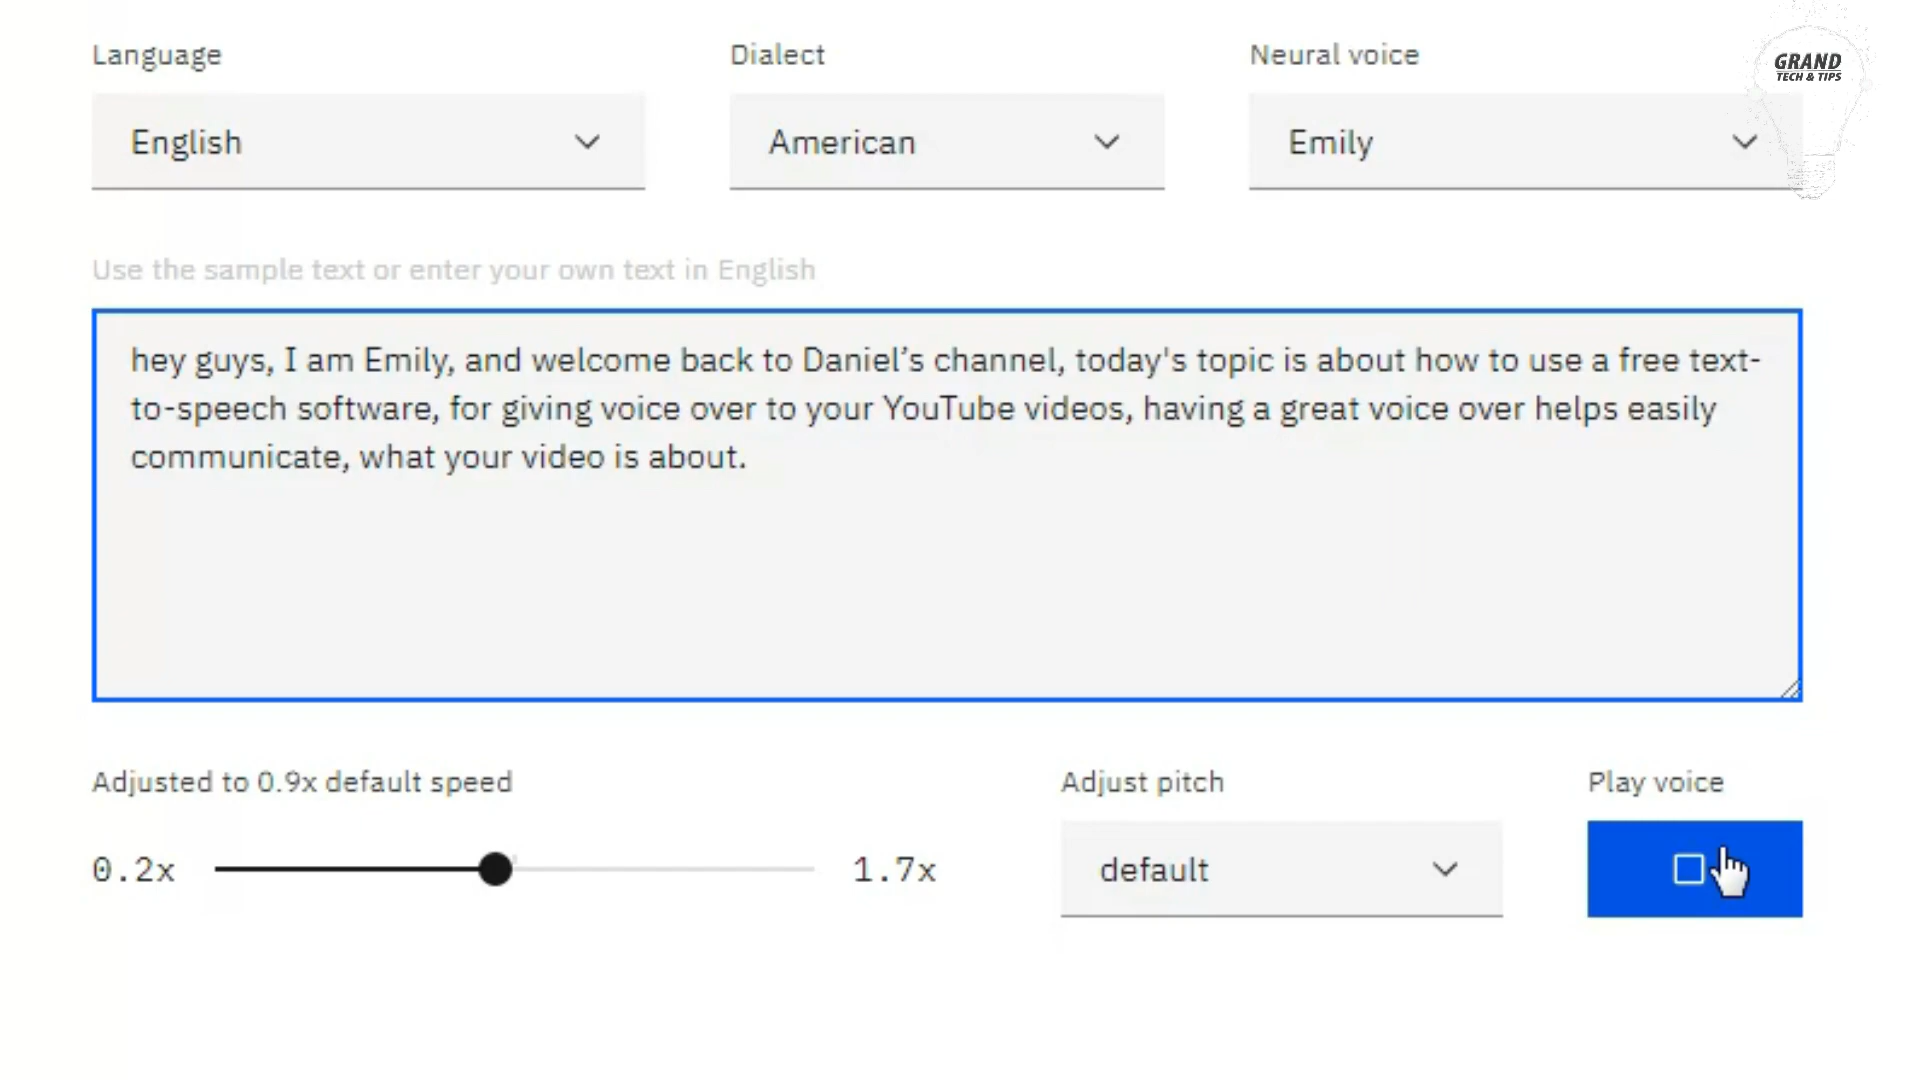 Language
Dialect
Neural voice
GRAND
TECH & TIPS
English
American
Emily
Use the sample text or enter your own text in English
hey guys, I am Emily, and welcome back to Daniel’s channel, today's topic is about how to use a free text-
to-speech software, for giving voice over to your YouTube videos, having a great voice over helps easily
communicate, what your video is about.
Adjusted to 0.9x default speed
Adjust pitch
Play voice
0.2x
1.7x
default